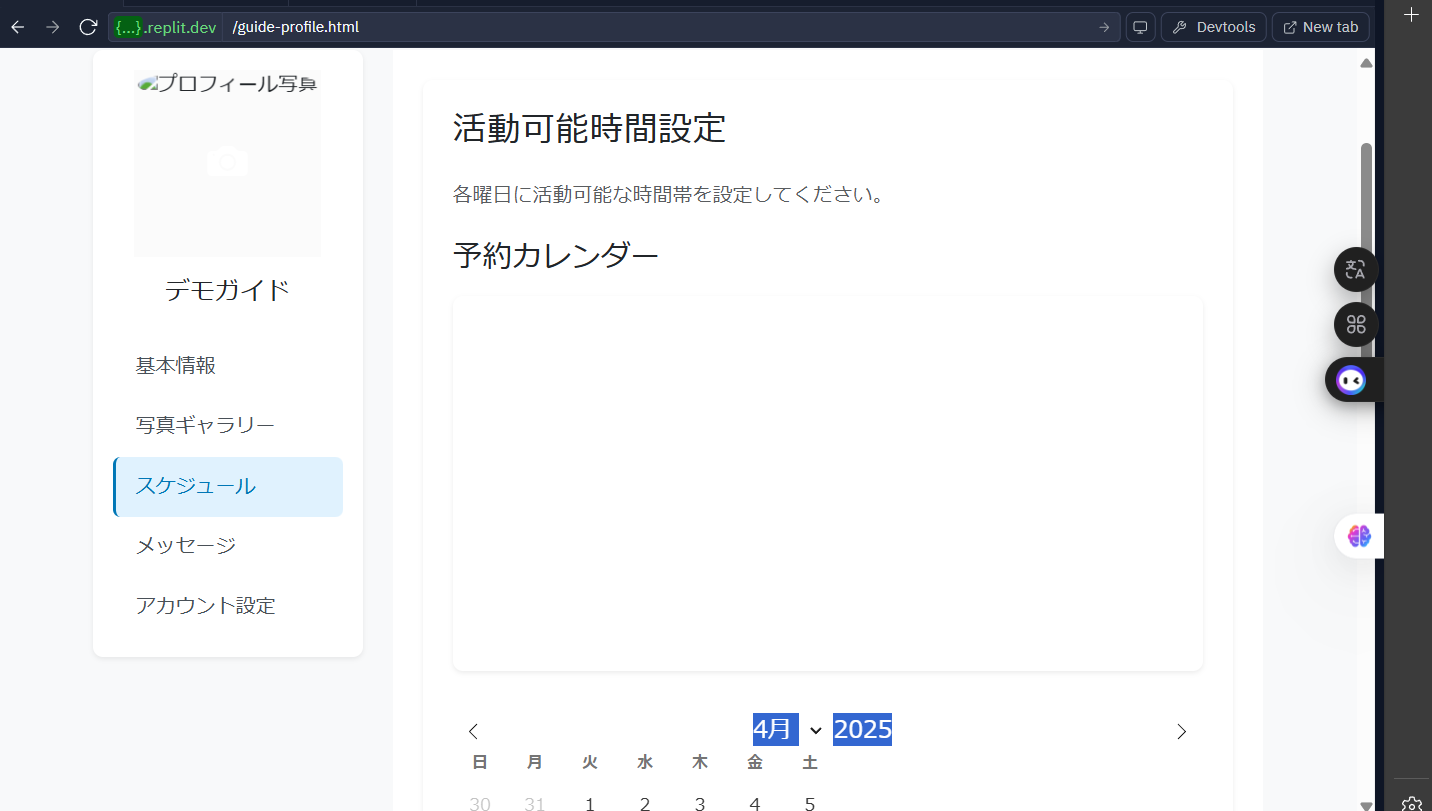 {...}.replit.dev /guide-profile.html Devtools New tab
プロフィール写真
デモガイド
基本情報
写真ギャラリー
スケジュール
メッセージ
アカウント設定
活動可能時間設定
各曜日に活動可能な時間帯を設定してください。
予約カレンダー
4月 2025
日 月 火 水 木 金 土
30 31 1 2 3 4 5